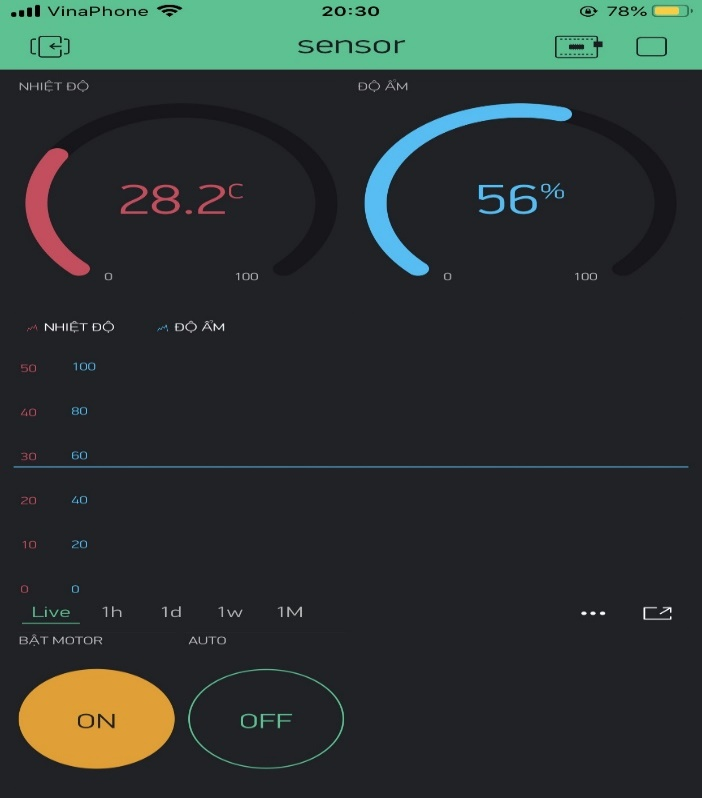 VinaPhone 20:30 78%
sensor
NHIỆT ĐỘ ĐỘ ẨM
28.2C 56%
0 100 0 100
NHIỆT ĐỘ ĐỘ ẨM
50 100
40 80
30 60
20 40
10 20
0 0
Live 1h 1d 1w 1M
BẬT MOTOR AUTO
ON OFF